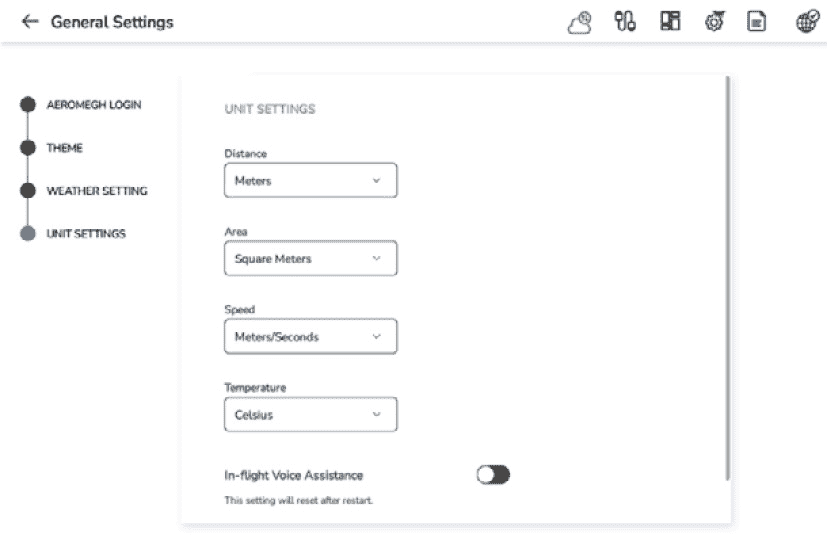 General Settings
AEROMEGH LOGIN
THEME
WEATHER SETTING
UNIT SETTINGS
UNIT SETTINGS
Distance
Meters
Area
Square Meters
Speed
Meters/Seconds
Temperature
Celsius
In-flight Voice Assistance
This setting will reset after restart.